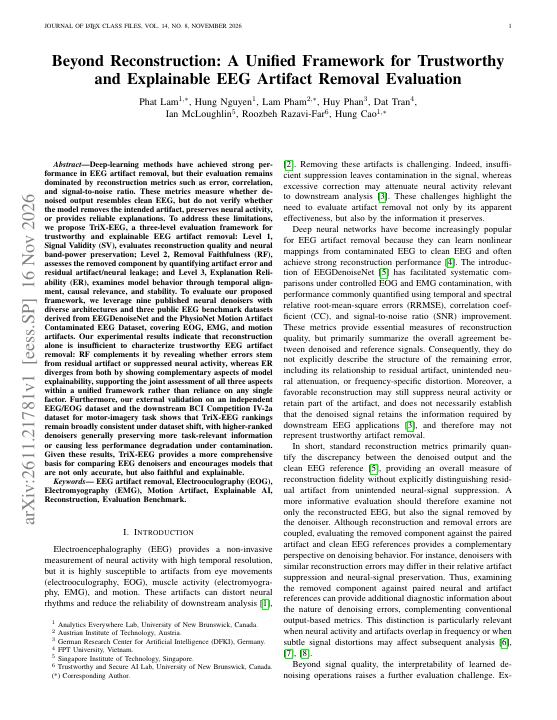 JOURNAL OF LATEX CLASS FILES, VOL. 14, NO. 8, NOVEMBER 2026
1
Beyond Reconstruction: A Unified Framework for Trustworthy
and Explainable EEG Artifact Removal Evaluation
Phat Lam1,*, Hung Nguyen1, Lam Pham2,*, Huy Phan3, Dat Tran4,
Ian McLoughlin5, Roozbeh Razavi-Far6, Hung Cao1,*
arXiv:2611.21781v1 [eess.SP] 16 Nov 2026
Abstract—Deep-learning methods have achieved strong per-
formance in EEG artifact removal, but their evaluation remains
dominated by reconstruction metrics such as error, correlation,
and signal-to-noise ratio. These metrics measure whether the
denoised output resembles clean EEG, but do not verify whether
the model removes the intended artifact, preserves neural activity,
or provides reliable explanations. To address these limitations,
we propose TriX-EEG, a three-level evaluation framework for
trustworthy and explainable EEG artifact removal: Level 1,
Signal Validity (SV), evaluates reconstruction quality and neural
band-power preservation; Level 2, Removal Faithfulness (RF),
assesses the removed component by quantifying artifact error and
residual artifact/neural leakage; and Level 3, Explanation Reli-
ability (ER), examines model behavior through temporal align-
ment, causal relevance, and stability. To evaluate our proposed
framework, we leverage nine published neural denoisers with
diverse architectures and three public EEG benchmark datasets
derived from EEGDenoiseNet and the PhysioNet Motion Artifact
Contaminated EEG Dataset, covering EOG, EMG, and motion
artifacts. Our experimental results indicate that reconstruction
alone is insufficient to characterize trustworthy EEG artifact
removal: RF complements it by revealing whether errors stem
from residual artifact or suppressed neural activity, whereas ER
diverges from both by showing complementary aspects of model
explainability, supporting the joint assessment of all three aspects
within a unified framework rather than reliance on any single
factor. Furthermore, our external validation on an independent
EEG/EOG dataset and the downstream BCI Competition IV-2a
dataset for motor-imagery task shows that TriX-EEG rankings
remain broadly consistent under dataset shift, with higher-ranked
denoisers generally preserving more task-relevant information
or causing less performance degradation under contamination.
Given these results, TriX-EEG provides a more comprehensive
basis for comparing EEG denoisers and encourages models that
are not only accurate, but also faithful and explainable.
Keywords— EEG artifact removal, Electrooculography (EOG),
Electromyography (EMG), Motion Artifact, Explainable AI,
Reconstruction, Evaluation Benchmark.
I. INTRODUCTION
Electroencephalography (EEG) provides a non-invasive
measurement of neural activity with high temporal resolution,
but it is highly susceptible to artifacts from eye movements
(electrooculography, EOG), muscle activity (electromyogra-
phy, EMG), and motion. These artifacts can distort neural
rhythms and reduce the reliability of downstream analysis [1],
1 Analytics Everywhere Lab, University of New Brunswick, Canada.
2 Austrian Institute of Technology, Austria.
3 German Research Center for Artificial Intelligence (DFKI), Germany.
4 FPT University, Vietnam.
5 Singapore Institute of Technology, Singapore.
6 Trustworthy and Secure AI Lab, University of New Brunswick, Canada.
(*) Corresponding Author.
[2]. Removing these artifacts is challenging. Indeed, insuffi-
cient suppression leaves contamination in the signal, whereas
excessive correction may attenuate neural activity relevant
to downstream analysis [3]. These challenges highlight the
need to evaluate artifact removal not only by its apparent
effectiveness, but also by the information it preserves.
Deep neural networks have become increasingly popular
for EEG artifact removal because they can learn nonlinear
mappings from contaminated EEG to clean EEG and often
achieve strong reconstruction performance [4]. The introduc-
tion of EEGDenoiseNet [5] has facilitated systematic com-
parisons under controlled EOG and EMG contamination, with
performance commonly quantified using temporal and spectral
relative root-mean-square errors (RRMSE), correlation coef-
ficient (CC), and signal-to-noise ratio (SNR) improvement.
These metrics provide essential measures of reconstruction
quality, but primarily summarize the overall agreement be-
tween denoised and reference signals. Consequently, they do
not explicitly describe the structure of the remaining error,
including its relationship to residual artifact, unintended neu-
ral attenuation, or frequency-specific distortion. Moreover, a
favorable reconstruction may still suppress neural activity or
retain part of the artifact, and does not necessarily establish
that the denoised signal retains the information required by
downstream EEG applications [3], and therefore may not
represent trustworthy artifact removal.
In short, standard reconstruction metrics primarily quan-
tify the discrepancy between the denoised output and the
clean EEG reference [5], providing an overall measure of
reconstruction fidelity without explicitly distinguishing resid-
ual artifact from unintended neural-signal suppression. A
more informative evaluation should therefore examine not
only the reconstructed EEG, but also the signal removed by
the denoiser. Although reconstruction and removal errors are
coupled, evaluating the removed component against the paired
artifact and clean EEG references provides a complementary
perspective on denoising behavior. For instance, denoisers with
similar reconstruction errors may differ in their relative artifact
suppression and neural-signal preservation. Thus, examining
the removed component against paired neural and artifact
references can provide additional diagnostic information about
the nature of denoising errors, complementing conventional
output-based metrics. This distinction is particularly relevant
when neural activity and artifacts overlap in frequency or when
subtle signal distortions may affect subsequent analysis [6],
[7], [8].
Beyond signal quality, the interpretability of learned de-
noising operations raises a further evaluation challenge. Ex-